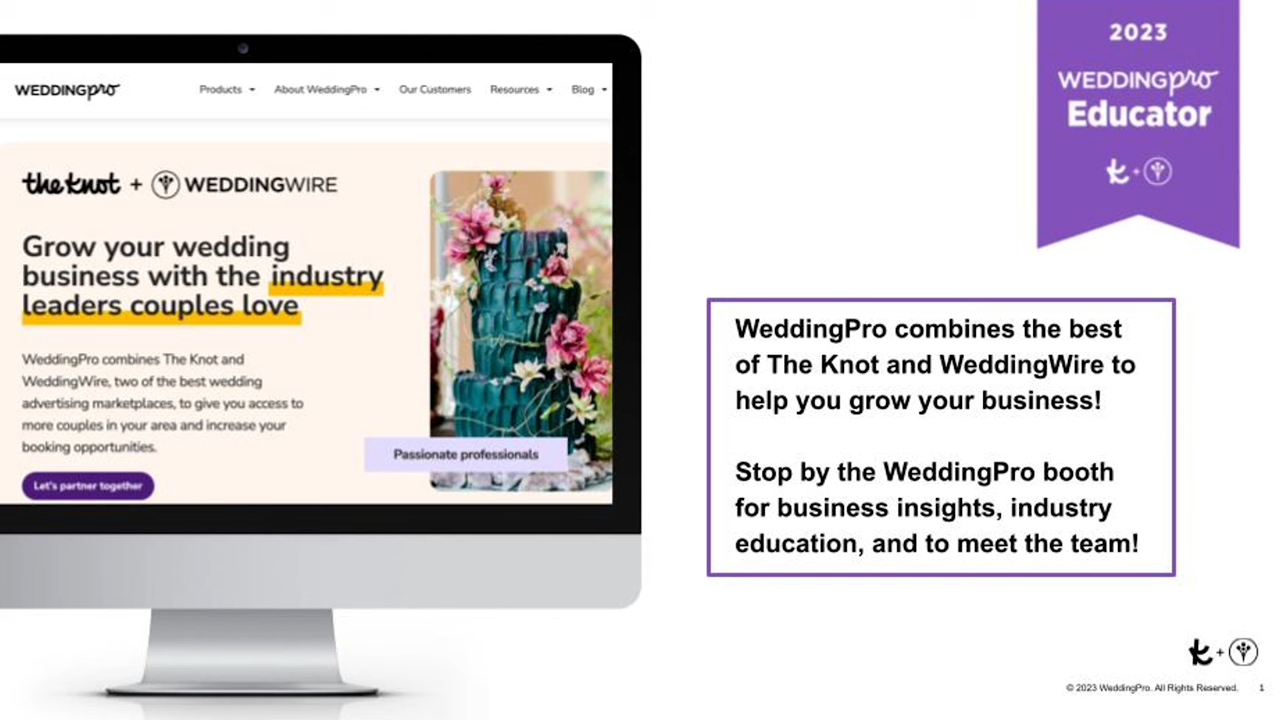 WEDDINGpro
Products About WeddingPro Our Customers Resources Blog
the knot + WEDDINGWIRE
Grow your wedding
business with the industry
leaders couples love
WeddingPro combines The Knot and
WeddingWire, two of the best wedding
advertising marketplaces, to give you access to
more couples in your area and increase your
booking opportunities.
Let's partner together
Passionate professionals
2023
WEDDINGpro
Educator
k +
WeddingPro combines the best
of The Knot and WeddingWire to
help you grow your business!
Stop by the WeddingPro booth
for business insights, industry
education, and to meet the team!
k +
© 2023 WeddingPro. All Rights Reserved. 1